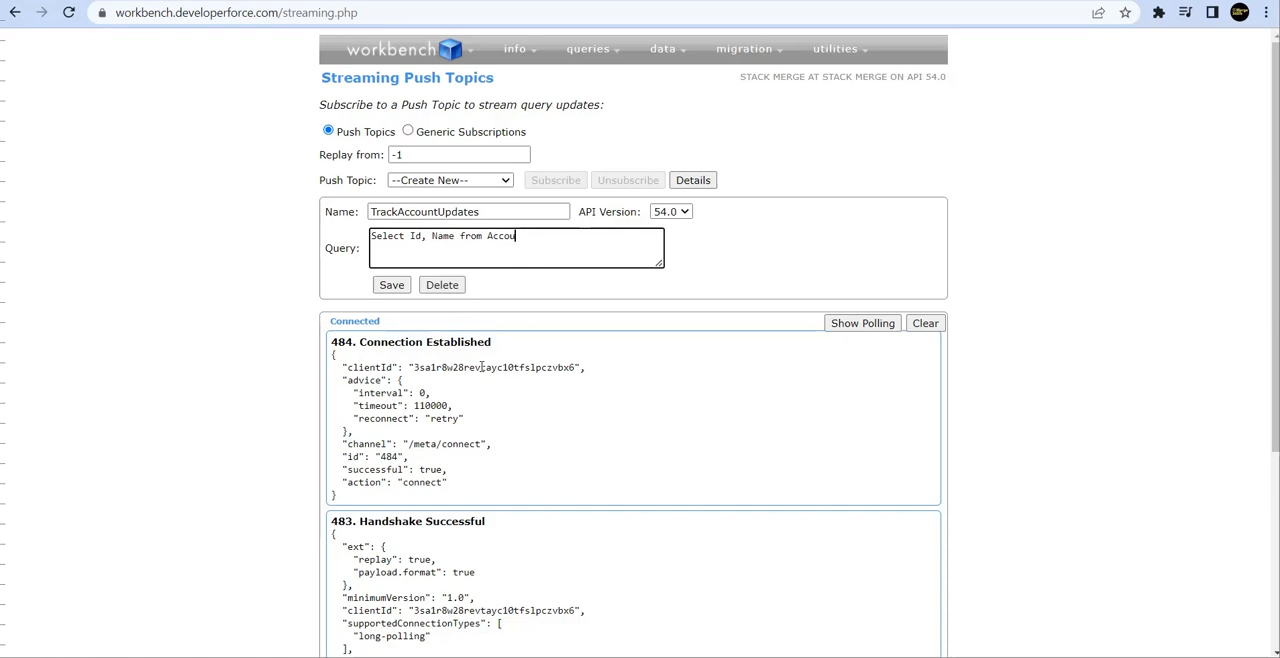 workbench.developerforce.com/streaming.php
workbench info queries data migration utilities
Streaming Push Topics STACK MERGE AT STACK MERGE ON API 54.0
Subscribe to a Push Topic to stream query updates:
Push Topics Generic Subscriptions
Replay from: -1
Push Topic: --Create New-- Subscribe Unsubscribe Details
Name: TrackAccountUpdates API Version: 54.0
Query: Select Id, Name from Accou
Save Delete
Connected Show Polling Clear
484. Connection Established
{
"clientId": "3sa1r8w28revtayc10tfslpczvbx6",
"advice": {
"interval": 0,
"timeout": 110000,
"reconnect": "retry"
},
"channel": "/meta/connect",
"id": "484",
"successful": true,
"action": "connect"
}
483. Handshake Successful
{
"ext": {
"replay": true,
"payload.format": true
},
"minimumVersion": "1.0",
"clientId": "3sa1r8w28revtayc10tfslpczvbx6",
"supportedConnectionTypes": [
"long-polling"
],